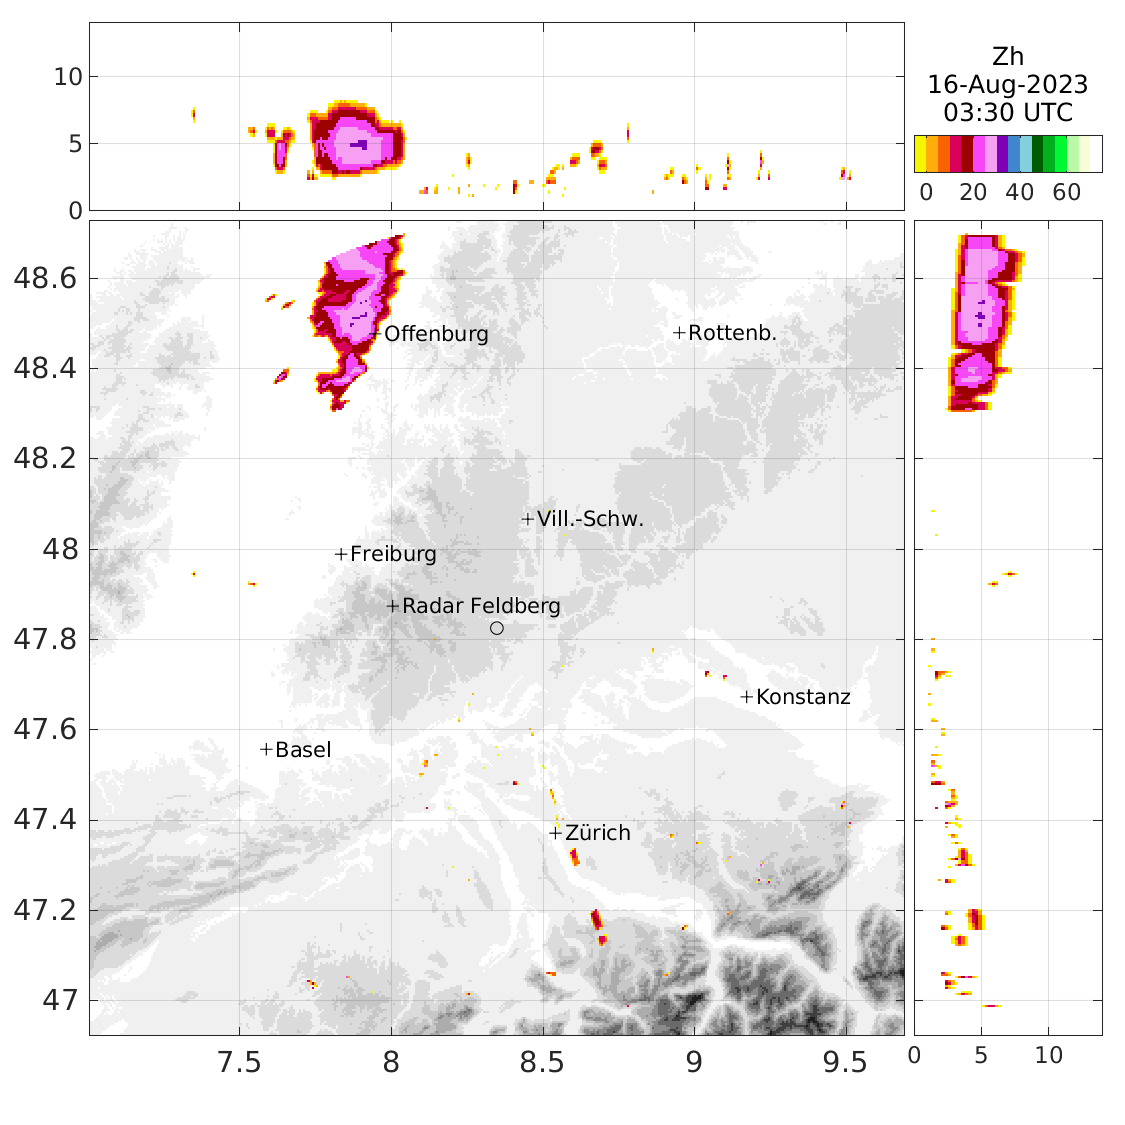 Zh
16-Aug-2023
03:30 UTC
0 20 40 60
10
5
0
48.6
48.4
48.2
48
47.8
47.6
47.4
47.2
47
Offenburg
Rottenb.
Vill.-Schw.
Freiburg
Radar Feldberg
Konstanz
Basel
Zürich
7.5 8 8.5 9 9.5
0 5 10